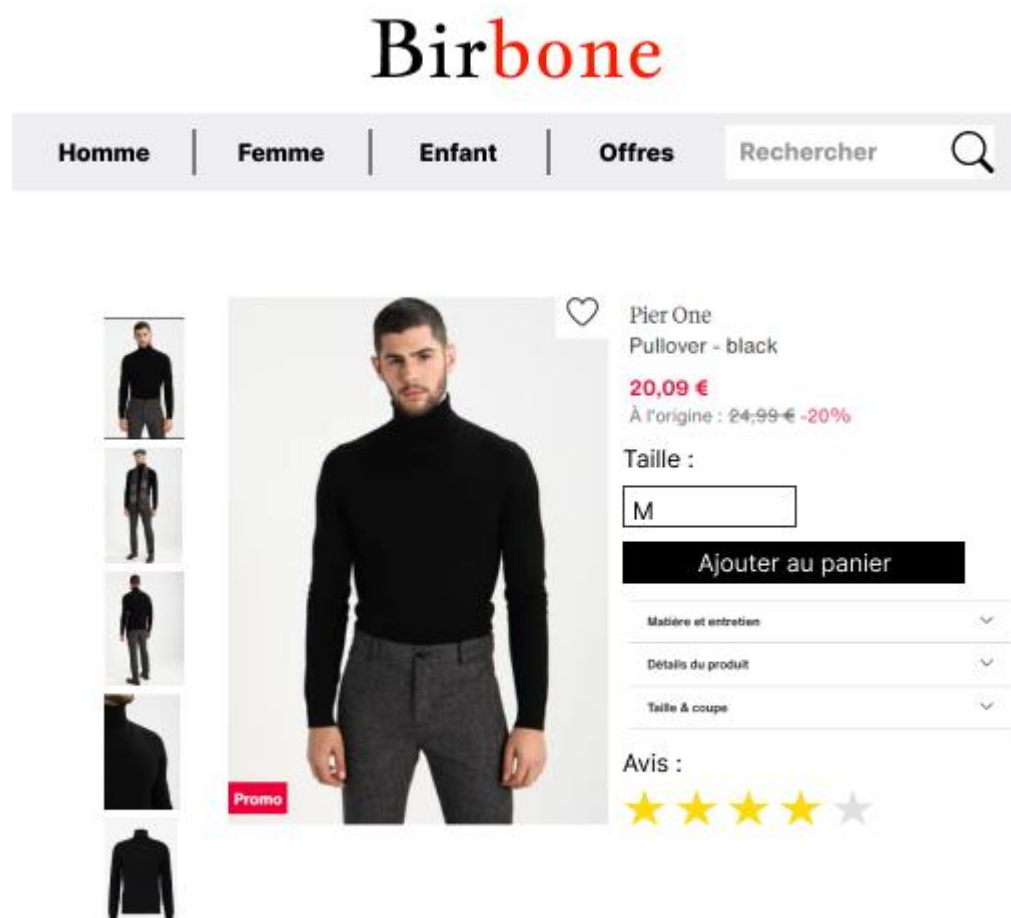 Birbone
Homme | Femme | Enfant | Offres Rechercher
Pier One
Pullover - black
20,09 €
À l'origine : 24,99 € -20%
Taille :
M
Ajouter au panier
Matière et entretien
Détails du produit
Taille & coupe
Avis :
Promo